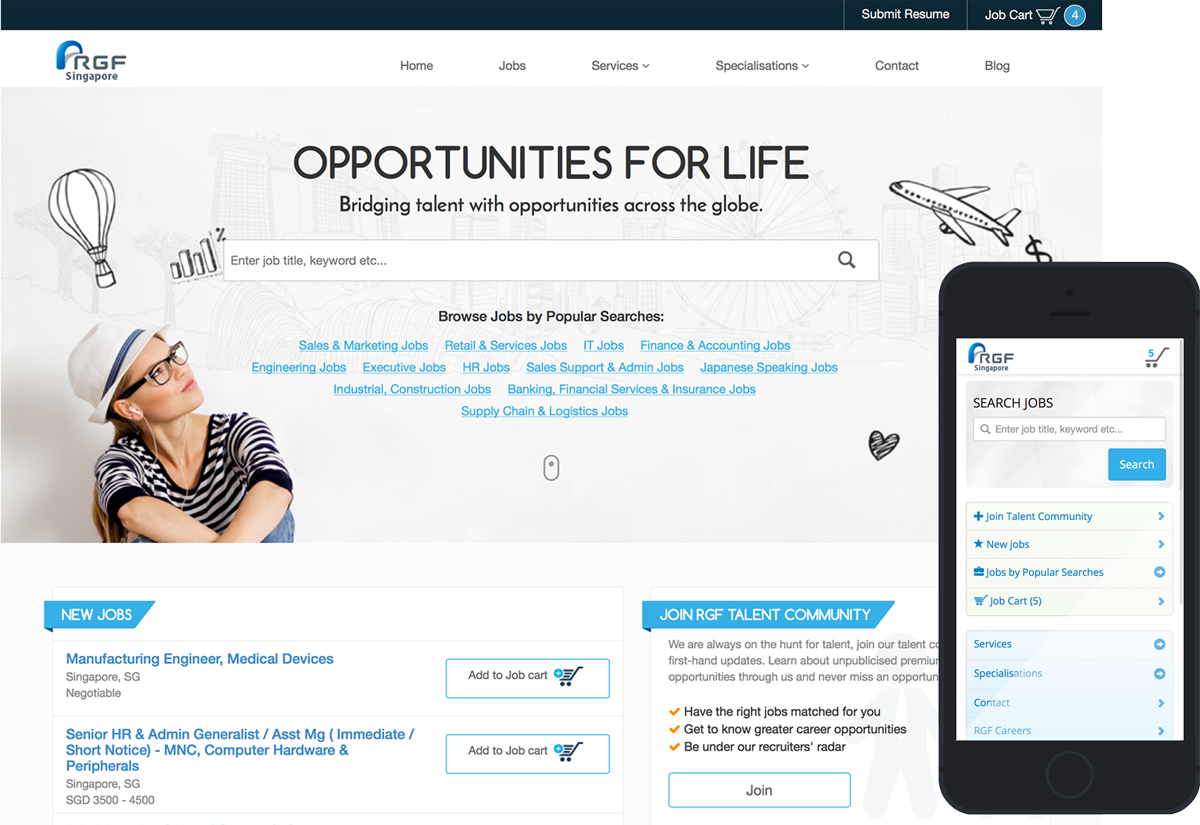 Submit Resume
Job Cart 4
RGF
Singapore
Home Jobs Services Specialisations Contact Blog
OPPORTUNITIES FOR LIFE
Bridging talent with opportunities across the globe.
%
$
Enter job title, keyword etc...
Browse Jobs by Popular Searches:
Sales & Marketing Jobs Retail & Services Jobs IT Jobs Finance & Accounting Jobs
Engineering Jobs Executive Jobs HR Jobs Sales Support & Admin Jobs Japanese Speaking Jobs
Industrial, Construction Jobs Banking, Financial Services & Insurance Jobs
Supply Chain & Logistics Jobs
NEW JOBS
Manufacturing Engineer, Medical Devices
Singapore, SG
Negotiable
Add to Job cart
Senior HR & Admin Generalist / Asst Mg ( Immediate /
Short Notice) - MNC, Computer Hardware &
Peripherals
Singapore, SG
SGD 3500 - 4500
Add to Job cart
JOIN RGF TALENT COMMUNITY
We are always on the hunt for talent, join our talent
first-hand updates. Learn about unpublicised
opportunities through us and never miss an
Have the right jobs matched for you
Get to know greater career opportunities
Be under our recruiters' radar
Join
RGF
Singapore
5
SEARCH JOBS
Enter job title, keyword etc...
Search
Join Talent Community
New jobs
Jobs by Popular Searches
Job Cart (5)
Services
Specialisations
Contact
RGF Careers